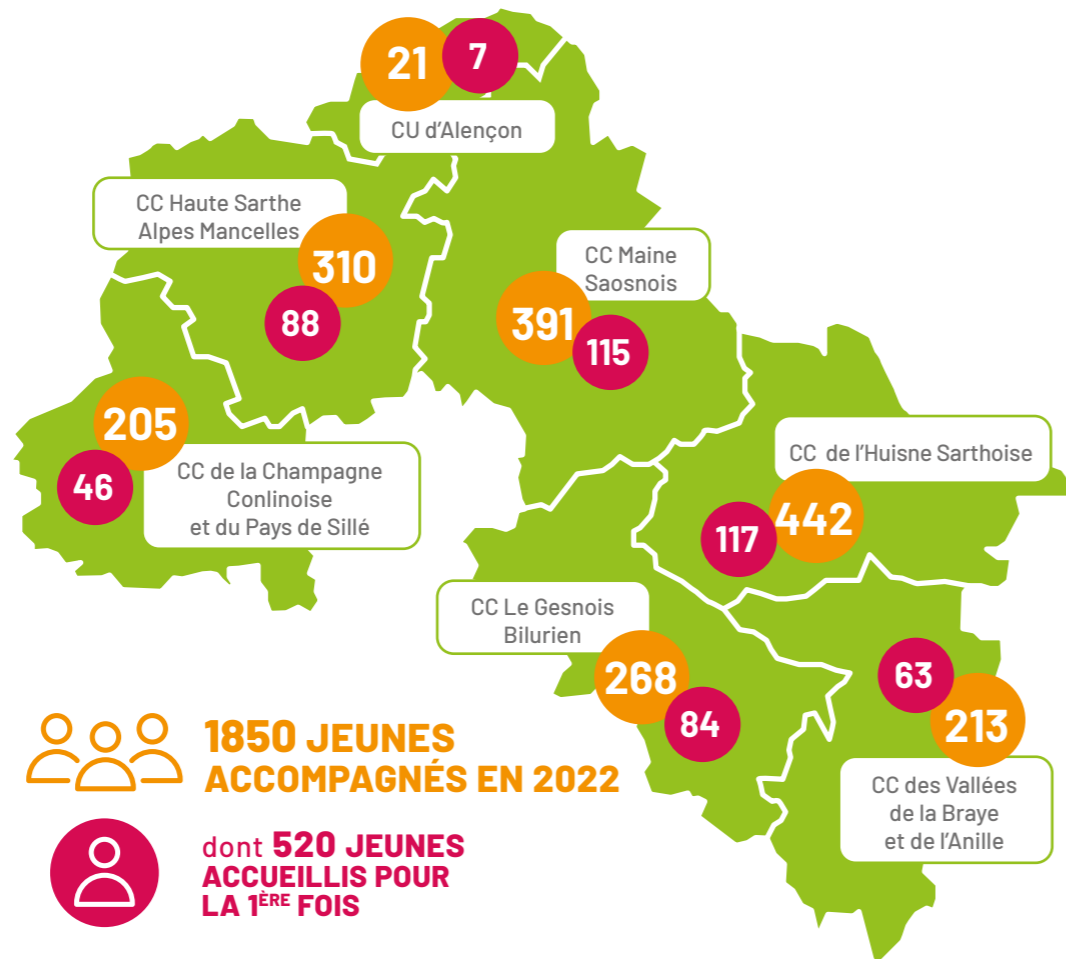 21
7
CU d'Alençon
CC Haute Sarthe
Alpes Mancelles
310
88
CC Maine
Saosnois
391
115
205
46
CC de la Champagne
Conlinoise
et du Pays de Sillé
CC de l'Huisne Sarthoise
442
117
CC Le Gesnois
Bilurien
268
84
63
213
CC des Vallées
de la Braye
et de l'Anille
1850 JEUNES
ACCOMPAGNÉS EN 2022
dont 520 JEUNES
ACCUEILLIS POUR
LA 1ÈRE FOIS